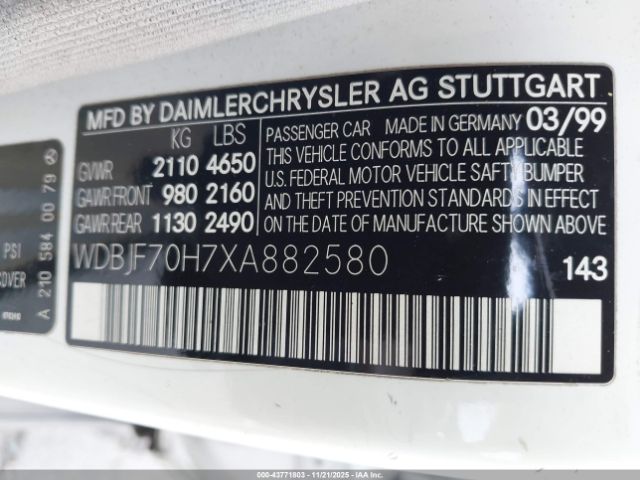 MFD BY DAIMLERCHRYSLER AG STUTTGART
KG LBS
GVWR 2110 4650
GAWR FRONT 980 2160
GAWR REAR 1130 2490
PASSENGER CAR MADE IN GERMANY 03/99
THIS VEHICLE CONFORMS TO ALL APPLICABLE
U.S. FEDERAL MOTOR VEHICLE SAFTY BUMPER
AND THEFT PREVENTION STANDARDS IN EFFECT
ON THE DATE OF MANUFACTURE SHOWN ABOVE
WDBJF70H7XA882580
143
PSI
A 210 584 00 79
000-43771803 - 11/21/2025 - IAAI.COM